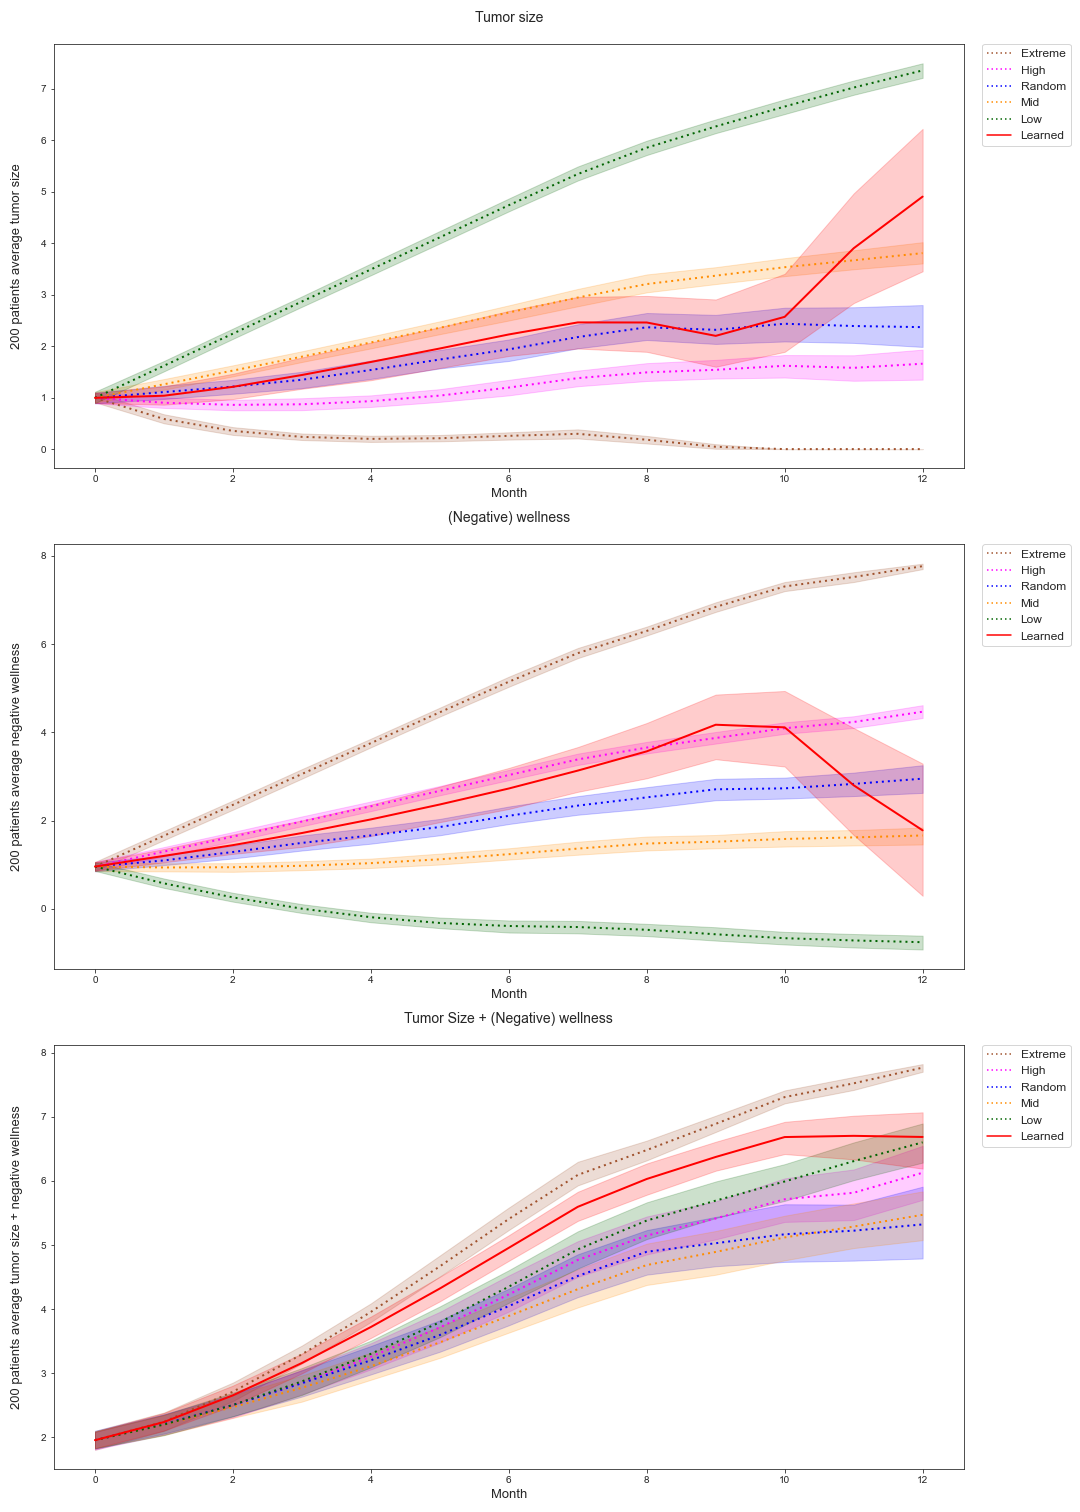 Tumor size
200 patients average tumor size
7
6
5
4
3
2
1
0
0 2 4 6 8 10 12
Month
Extreme
High
Random
Mid
Low
Learned
(Negative) wellness
200 patients average negative wellness
8
6
4
2
0
0 2 4 6 8 10 12
Month
Extreme
High
Random
Mid
Low
Learned
Tumor Size + (Negative) wellness
200 patients average tumor size + negative wellness
8
7
6
5
4
3
2
0 2 4 6 8 10 12
Month
Extreme
High
Random
Mid
Low
Learned